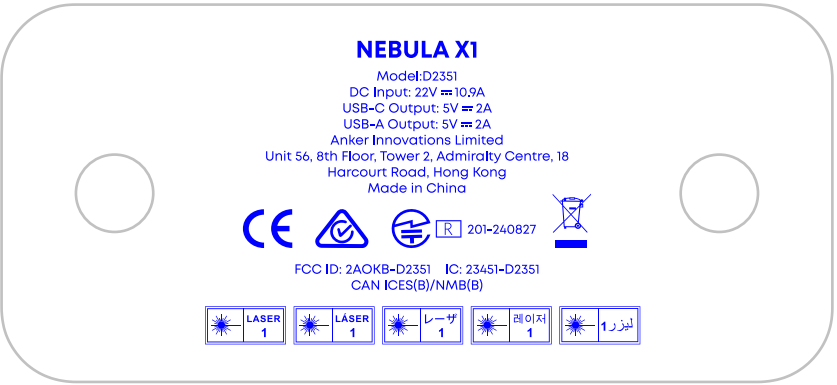 NEBULA X1
Model:D2351
DC Input: 22V ⎓ 10.9A
USB-C Output: 5V ⎓ 2A
USB-A Output: 5V ⎓ 2A
Anker Innovations Limited
Unit 56, 8th Floor, Tower 2, Admiralty Centre, 18
Harcourt Road, Hong Kong
Made in China
CE R 201-240827
FCC ID: 2AOKB-D2351 IC: 23451-D2351
CAN ICES(B)/NMB(B)
LASER
1
LÁSER
1
レーザ
1
레이저
1
ليزر 1